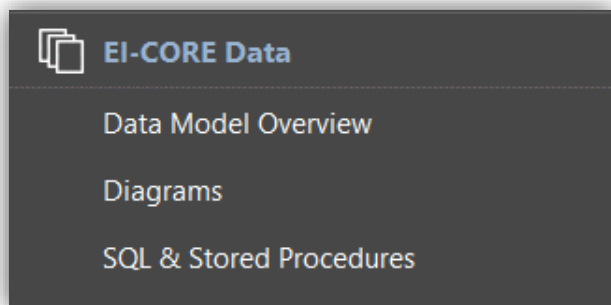 EI-CORE Data
Data Model Overview
Diagrams
SQL & Stored Procedures